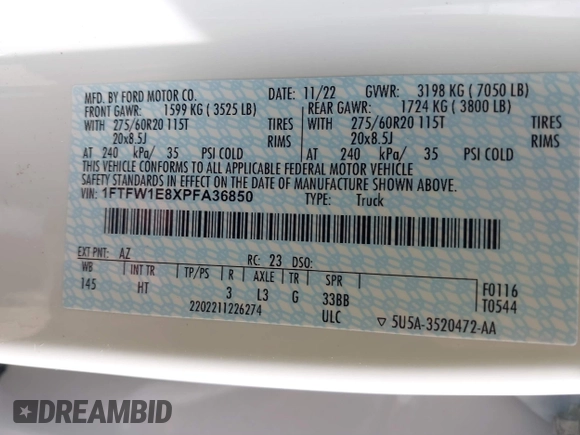 MFD. BY FORD MOTOR CO. DATE: 11/22 GVWR: 3198 KG ( 7050 LB)
FRONT GAWR: 1599 KG ( 3525 LB) REAR GAWR: 1724 KG ( 3800 LB)
WITH 275/60R20 115T TIRES WITH 275/60R20 115T TIRES
20x8.5J RIMS 20x8.5J RIMS
AT 240 kPa/ 35 PSI COLD AT 240 kPa/ 35 PSI COLD
THIS VEHICLE CONFORMS TO ALL APPLICABLE FEDERAL MOTOR VEHICLE
SAFETY STANDARDS IN EFFECT ON THE DATE OF MANUFACTURE SHOWN ABOVE.
VIN: 1FTFW1E8XPFA36850 TYPE: Truck
EXT PNT: AZ RC: 23 DSO:
WB INT TR TP/PS R AXLE TR SPR F0116
145 HT 3 L3 G 33BB T0544
2202211226274 ULC ▽ 5U5A-3520472-AA
DREAMBID